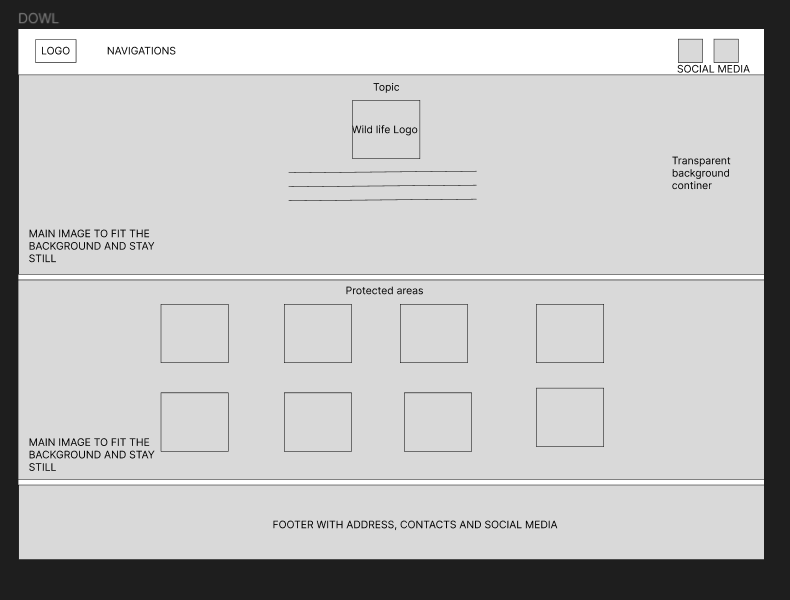 DOWL
LOGO
NAVIGATIONS
SOCIAL MEDIA
Topic
Wild life Logo
Transparent
background
continer
MAIN IMAGE TO FIT THE
BACKGROUND AND STAY
STILL
Protected areas
MAIN IMAGE TO FIT THE
BACKGROUND AND STAY
STILL
FOOTER WITH ADDRESS, CONTACTS AND SOCIAL MEDIA